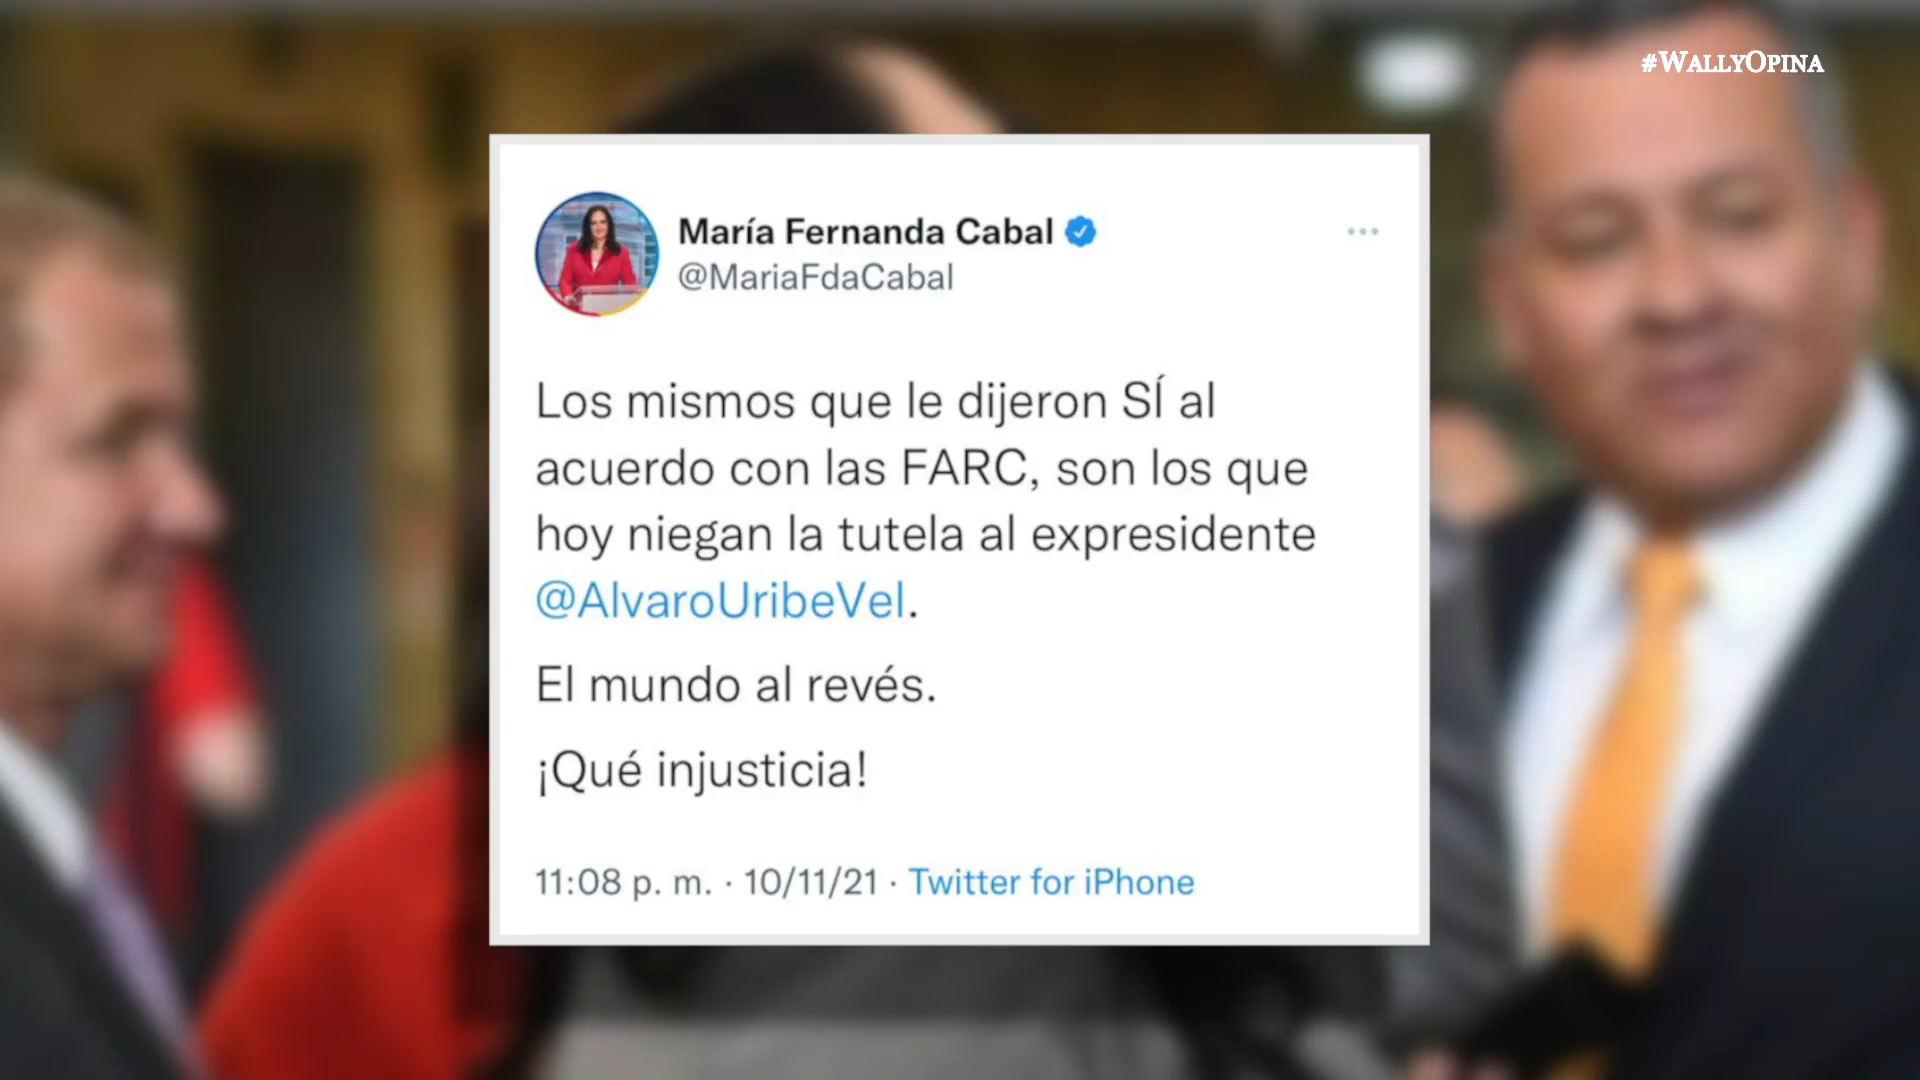 #WALLYOPINA
María Fernanda Cabal
@MariaFdaCabal
Los mismos que le dijeron SÍ al
acuerdo con las FARC, son los que
hoy niegan la tutela al expresidente
@AlvaroUribeVel.
El mundo al revés.
¡Qué injusticia!
11:08 p. m. · 10/11/21 · Twitter for iPhone